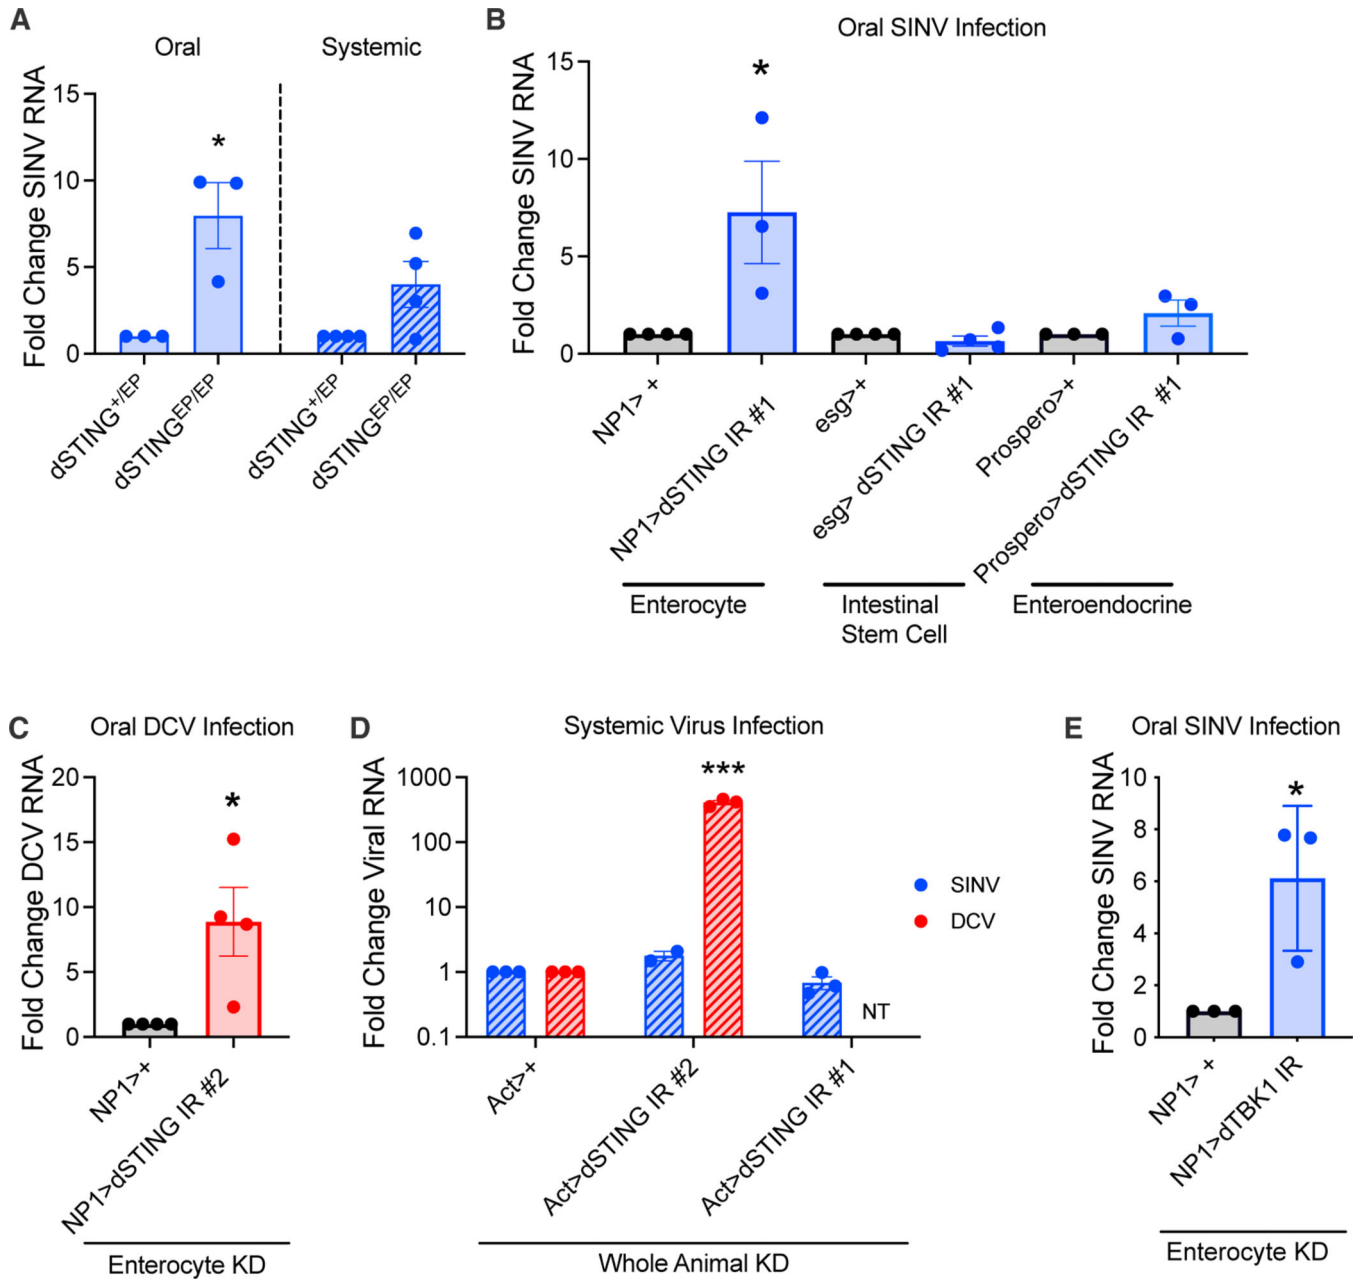 A
Oral
Systemic
Fold Change SINV RNA
15
10
5
0
*
dSTING+/EP
dSTINGEP/EP
dSTING+/EP
dSTINGEP/EP
B
Oral SINV Infection
Fold Change SINV RNA
15
10
5
0
*
NP1> +
NP1>dSTING IR #1
esg>+
esg> dSTING IR #1
Prospero>+
Prospero>dSTING IR #1
Enterocyte
Intestinal
Stem Cell
Enteroendocrine
C
Oral DCV Infection
Fold Change DCV RNA
20
15
10
5
0
*
NP1>+
NP1>dSTING IR #2
Enterocyte KD
D
Systemic Virus Infection
Fold Change Viral RNA
1000
100
10
1
0.1
***
NT
SINV
DCV
Act>+
Act>dSTING IR #2
Act>dSTING IR #1
Whole Animal KD
E
Oral SINV Infection
Fold Change SINV RNA
10
8
6
4
2
0
*
NP1> +
NP1>dTBK1 IR
Enterocyte KD